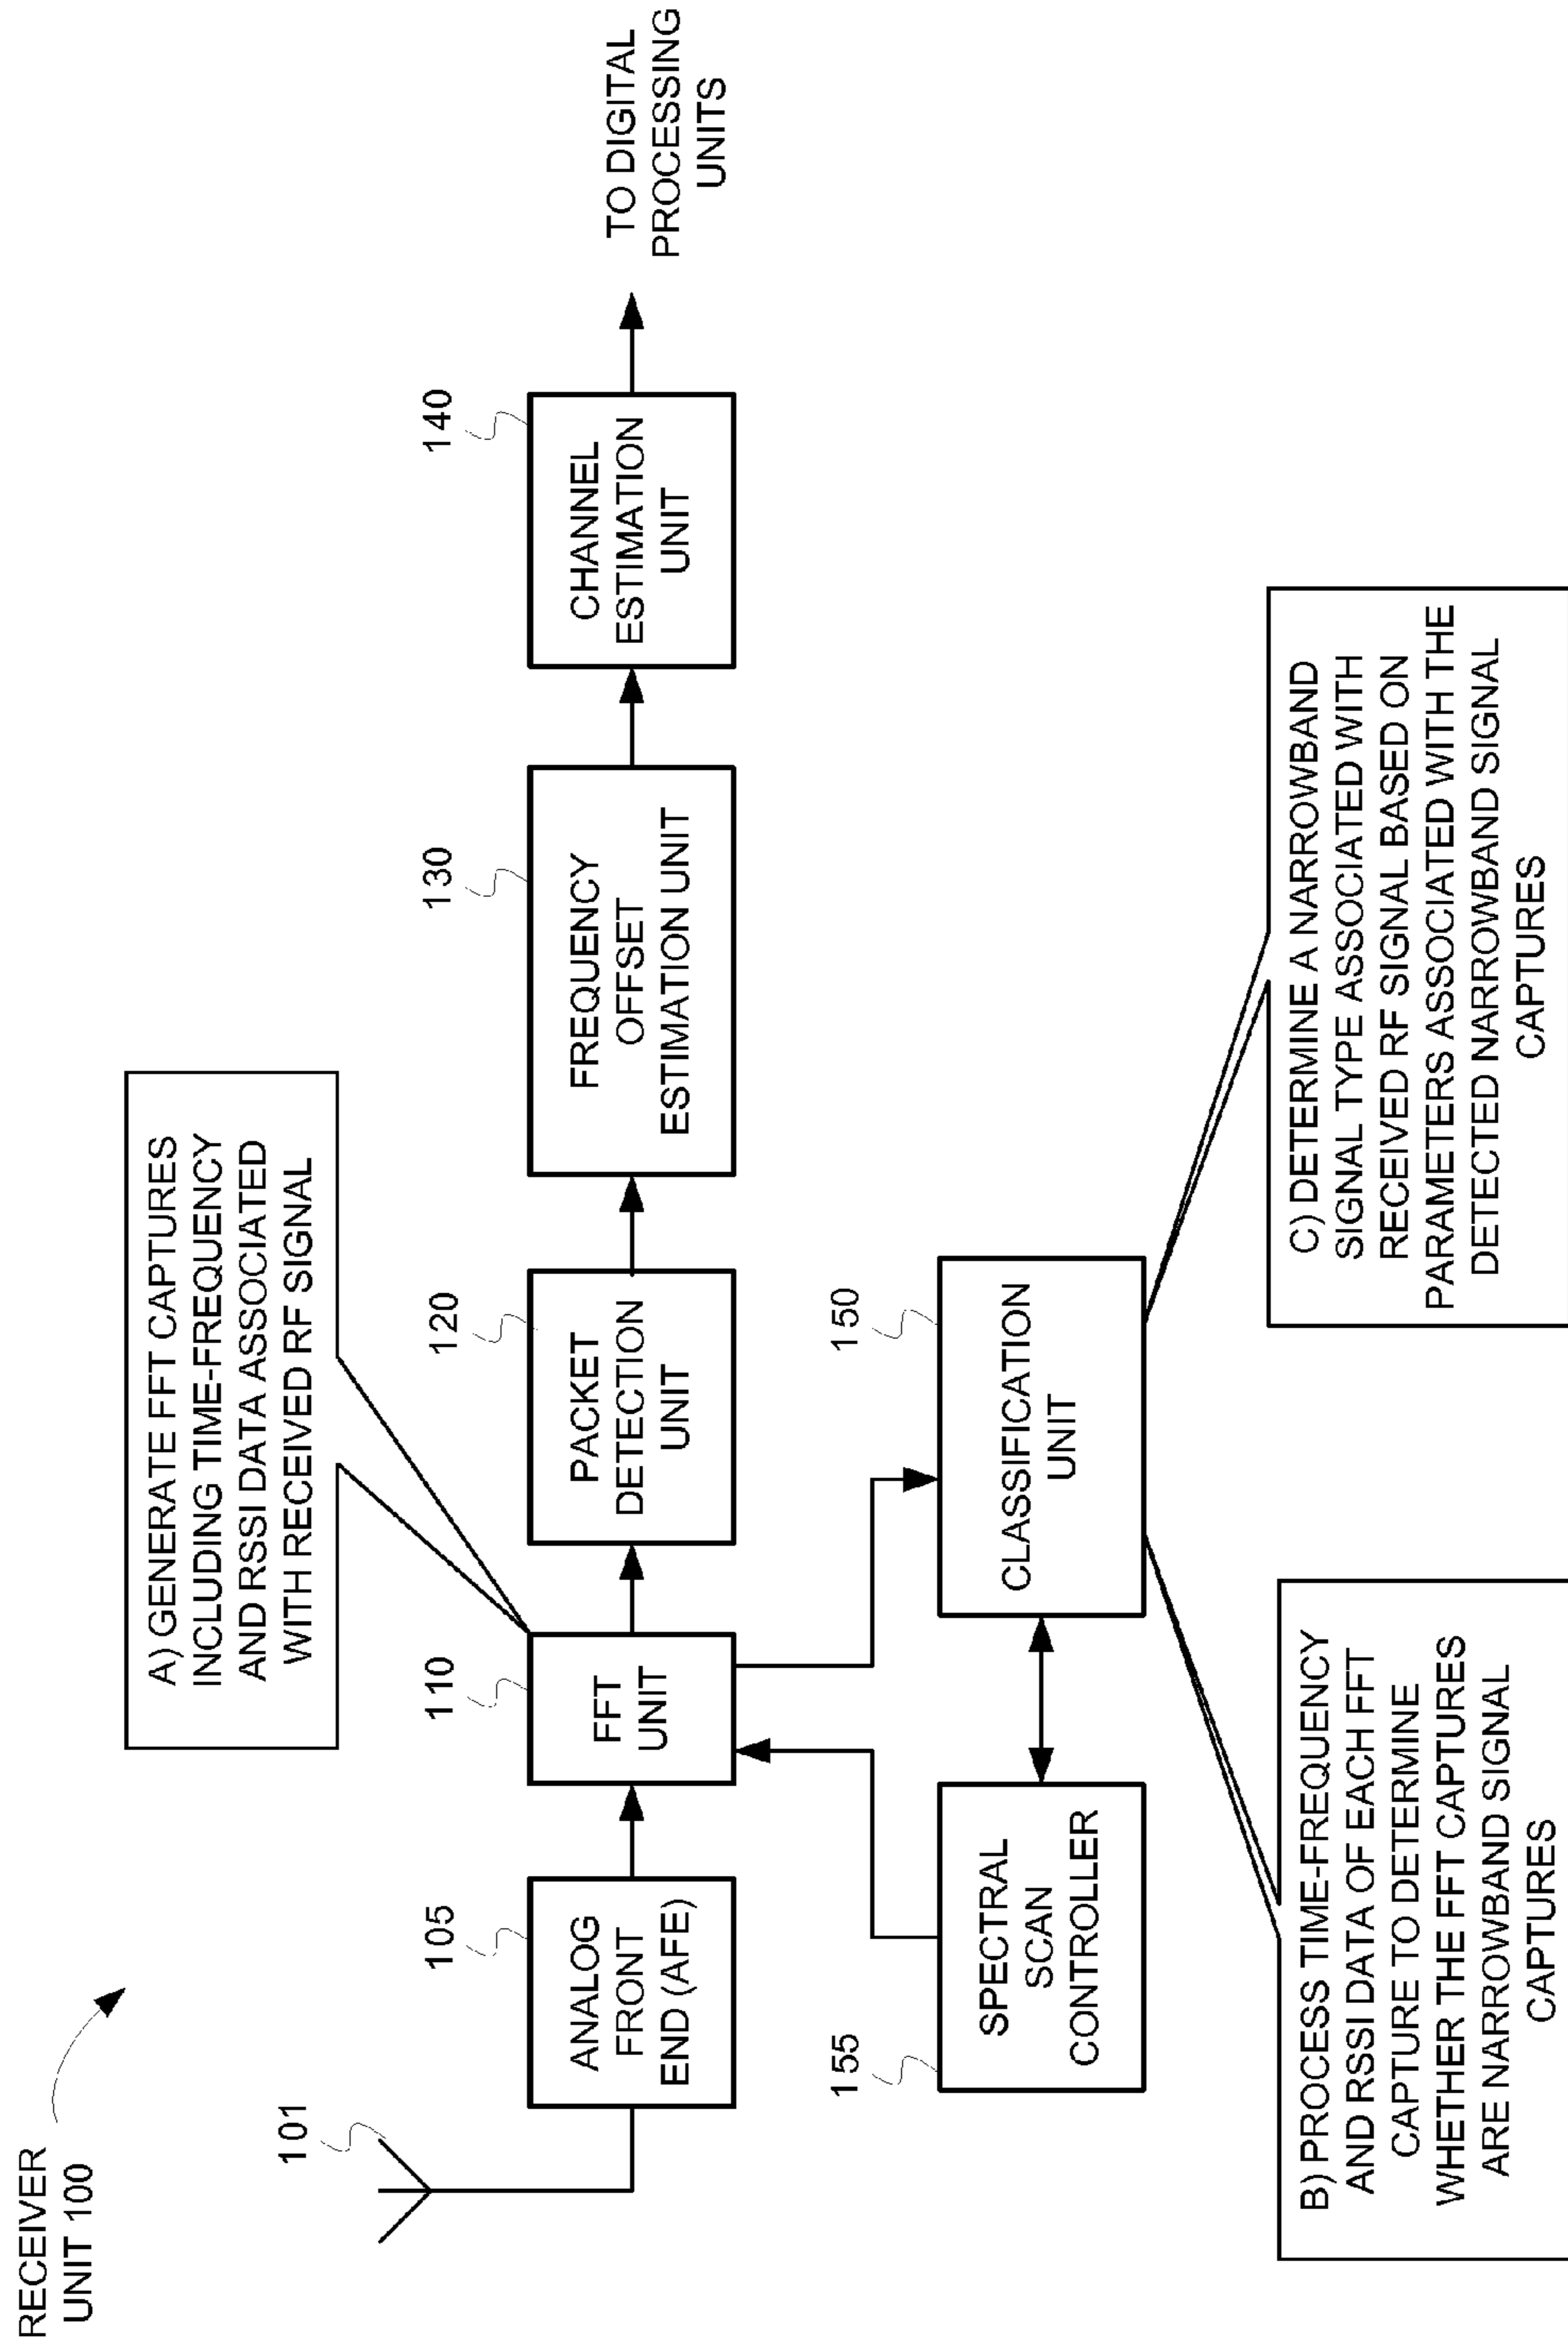 RECEIVER
UNIT 100
A) GENERATE FFT CAPTURES
INCLUDING TIME-FREQUENCY
AND RSSI DATA ASSOCIATED
WITH RECEIVED RF SIGNAL
101
105
ANALOG
FRONT
END (AFE)
110
FFT
UNIT
120
PACKET
DETECTION
UNIT
130
FREQUENCY
OFFSET
ESTIMATION UNIT
140
CHANNEL
ESTIMATION
UNIT
TO DIGITAL
PROCESSING
UNITS
155
SPECTRAL
SCAN
CONTROLLER
150
CLASSIFICATION
UNIT
B) PROCESS TIME-FREQUENCY
AND RSSI DATA OF EACH FFT
CAPTURE TO DETERMINE
WHETHER THE FFT CAPTURES
ARE NARROWBAND SIGNAL
CAPTURES
C) DETERMINE A NARROWBAND
SIGNAL TYPE ASSOCIATED WITH
RECEIVED RF SIGNAL BASED ON
PARAMETERS ASSOCIATED WITH THE
DETECTED NARROWBAND SIGNAL
CAPTURES